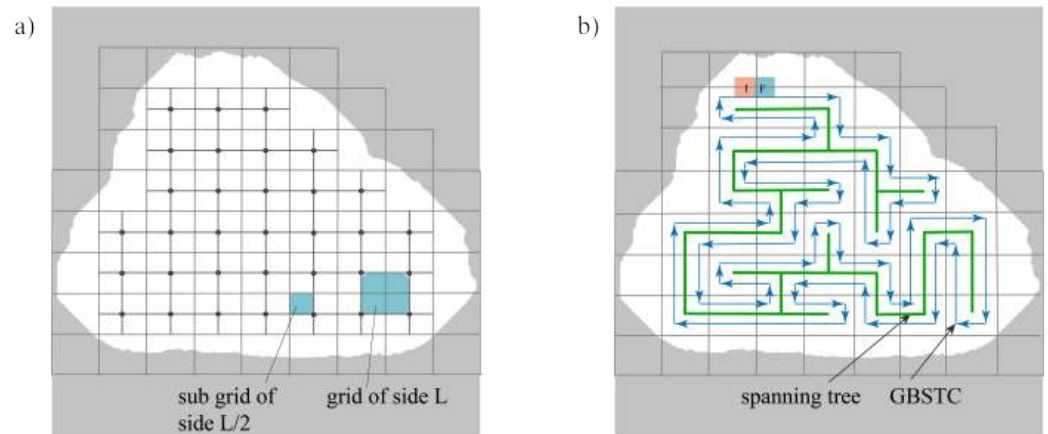 a)
b)
I F
sub grid of
side L/2
grid of side L
spanning tree
GBSTC